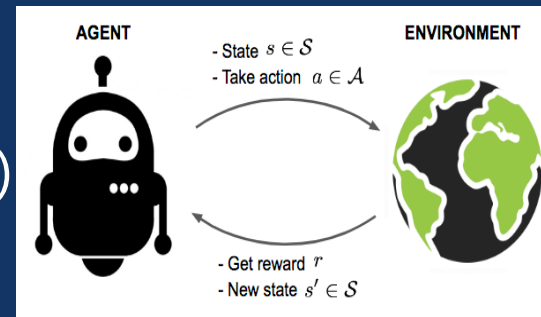 AGENT
ENVIRONMENT
- State s ∈ 𝒮
- Take action a ∈ 𝒜
- Get reward r
- New state s′ ∈ 𝒮